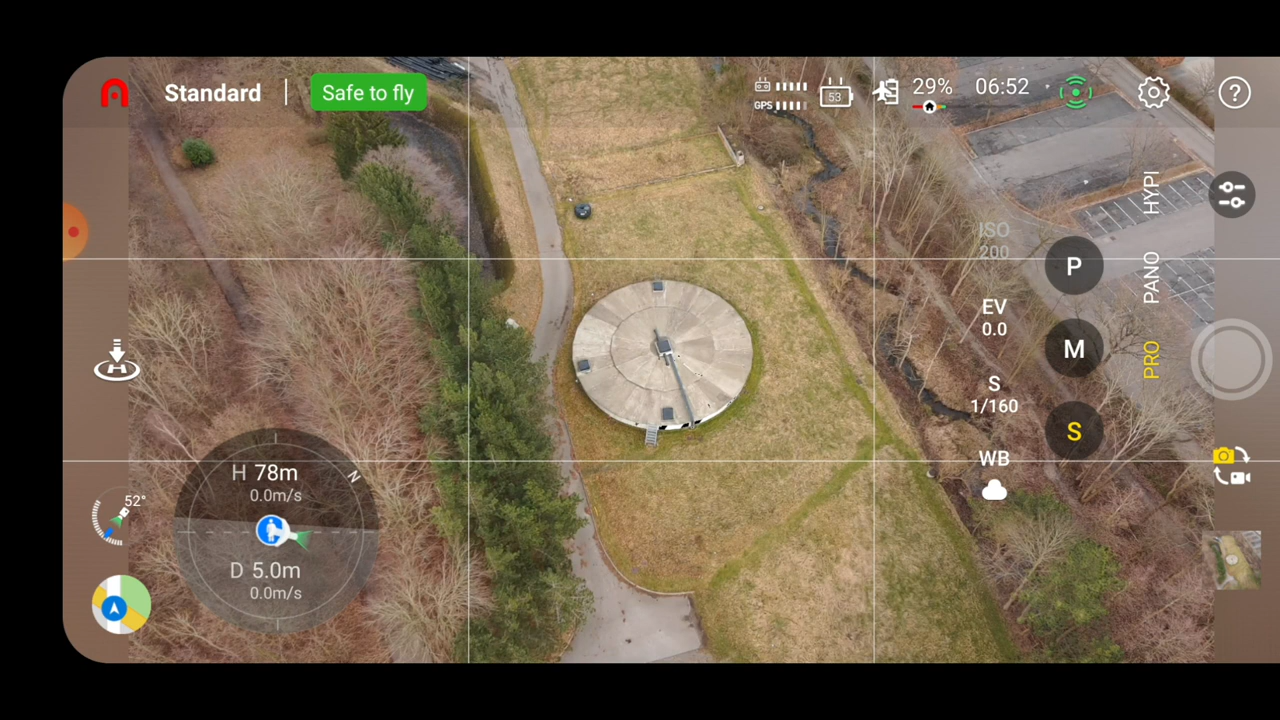 Standard
Safe to fly
GPS
53
29%
06:52
?
ISO
200
EV
0.0
S
1/160
WB
P
M
S
HYPI
PANO
PRO
52°
N
H 78m
0.0m/s
D 5.0m
0.0m/s